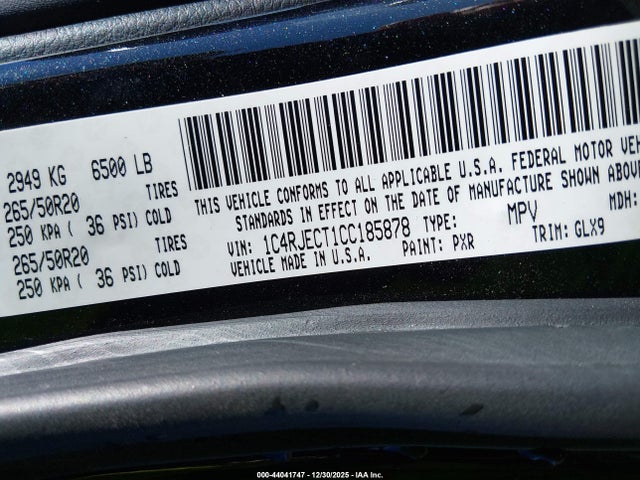 2949 KG 6500 LB
TIRES
265/50R20
250 KPA ( 36 PSI) COLD
TIRES
265/50R20
250 KPA ( 36 PSI) COLD
THIS VEHICLE CONFORMS TO ALL APPLICABLE U.S.A. FEDERAL MOTOR VEH
STANDARDS IN EFFECT ON THE DATE OF MANUFACTURE SHOWN ABOVE
VIN: 1C4RJECT1CC185878 TYPE: MPV MDH:
VEHICLE MADE IN U.S.A. PAINT: PXR TRIM: GLX9
000-44041747 - 12/30/2025 - IAA Inc.